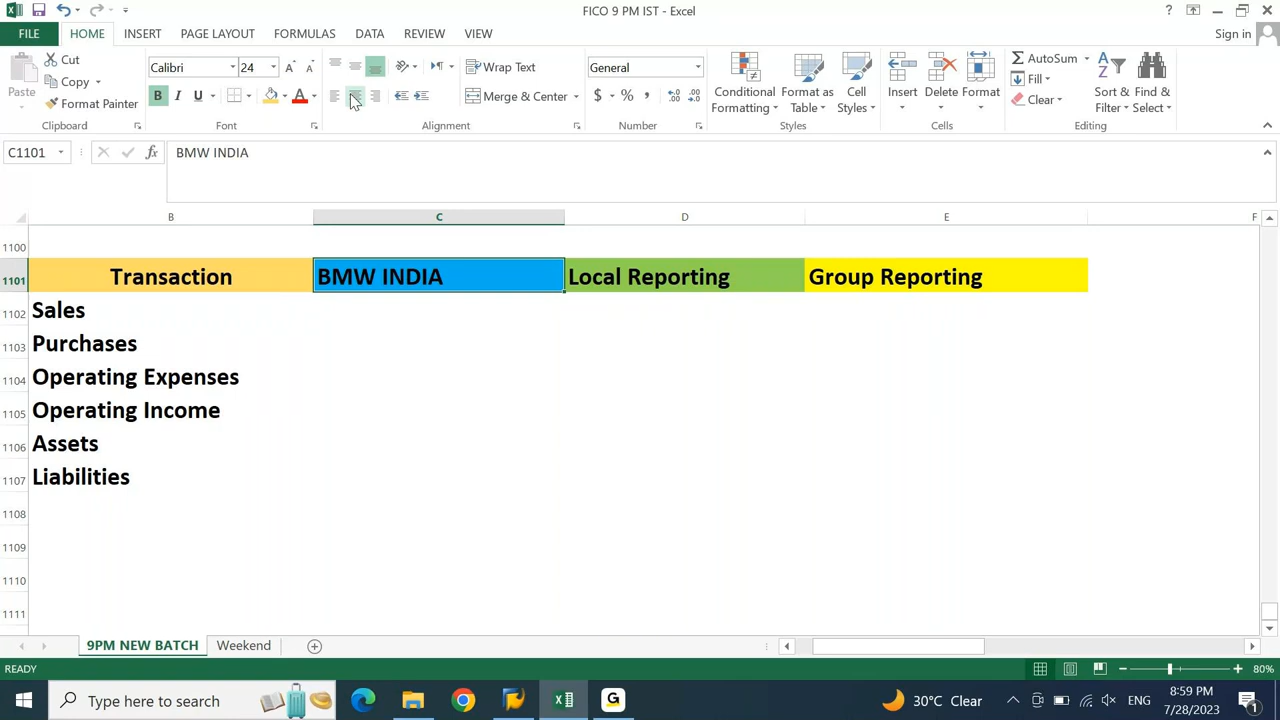 FICO 9 PM IST - Excel
Sign in
FILE HOME INSERT PAGE LAYOUT FORMULAS DATA REVIEW VIEW
Cut
Copy
Format Painter
Paste
Clipboard
Calibri 24
B I U
Font
Wrap Text
Merge & Center
Alignment
General
$ % ,
Number
Conditional Formatting
Format as Table
Cell Styles
Styles
Insert Delete Format
Cells
AutoSum
Fill
Clear
Sort & Filter
Find & Select
Editing
C1101 fx BMW INDIA
B C D E F
1100
1101 Transaction BMW INDIA Local Reporting Group Reporting
1102 Sales
1103 Purchases
1104 Operating Expenses
1105 Operating Income
1106 Assets
1107 Liabilities
1108
1109
1110
1111
9PM NEW BATCH Weekend
READY 80%
Type here to search
30°C Clear
ENG
8:59 PM
7/28/2023
1